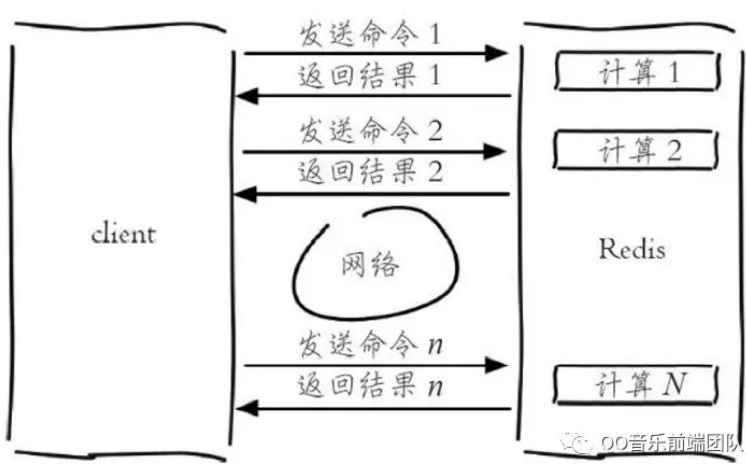 发送命令 1
返回结果 1
计算 1
发送命令 2
返回结果 2
计算 2
client
网络
Redis
发送命令 n
返回结果 n
计算 N
QQ音乐前端团队